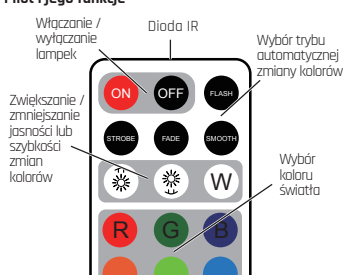 Pilot i jego funkcje
Włączanie /
wyłączanie
lampek
Dioda IR
Wybór trybu
automatycznej
zmiany kolorów
ON
OFF
FLASH
Zwiększanie /
zmniejszanie
jasności lub
szybkości
zmian
kolorów
STROBE
FADE
SMOOTH
W
Wybór
koloru
światła
R
G
B